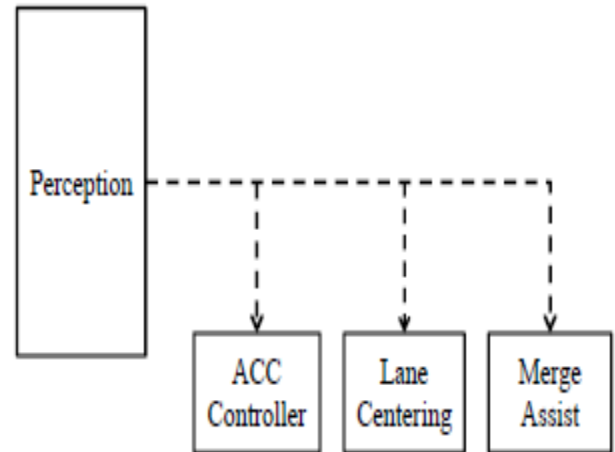 Perception
ACC
Controller
Lane
Centering
Merge
Assist